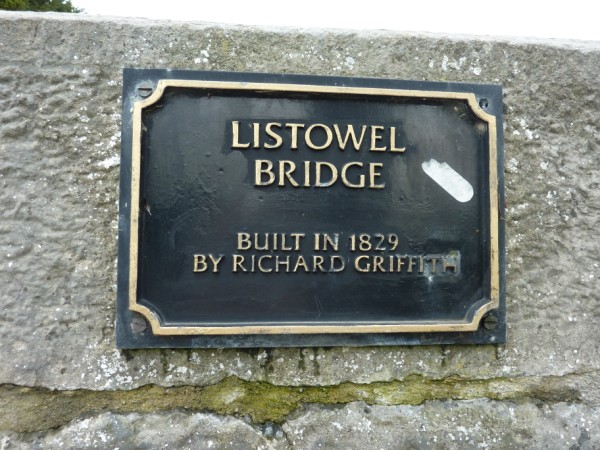 LISTOWEL
BRIDGE
BUILT IN 1829
BY RICHARD GRIFFITH